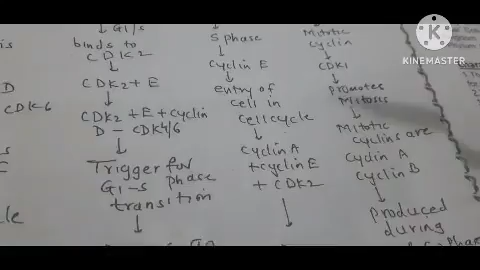 G1/S
binds to
CDK2
CDK2 + E
CDK2 + E + cyclin
D - CDK4/6
Trigger for
G1-S phase
transition
S phase
cyclin E
entry of
cell in
cell cycle
cyclin A
+ cyclin E
+ CDK2
Mitotic
cyclin
CDK1
promotes
Mitosis
Mitotic
cyclins are
cyclin A
cyclin B
produced
during
D
CDK6
KINEMASTER